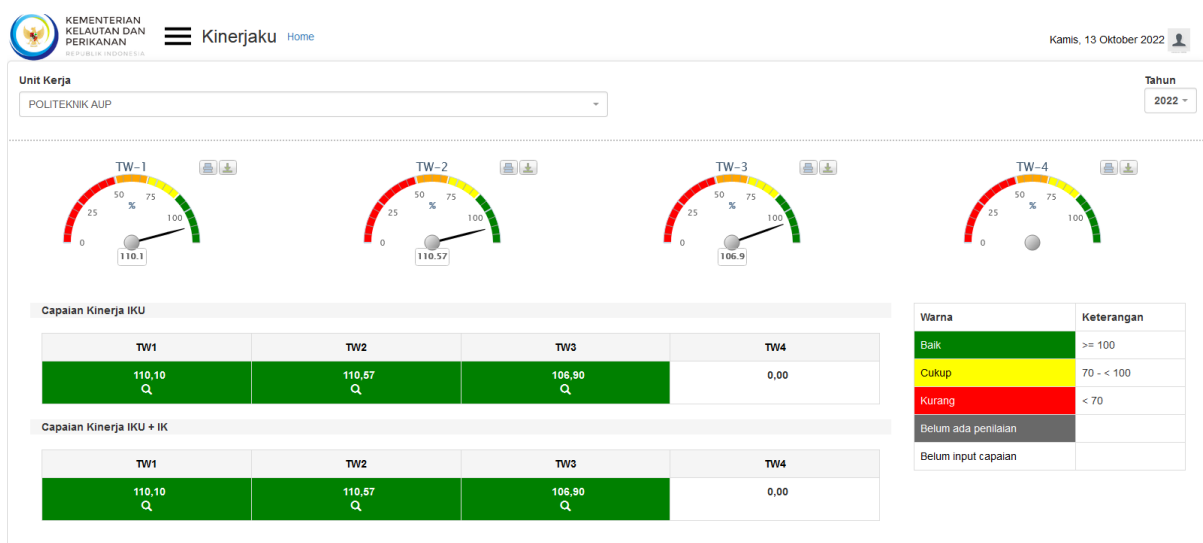 KEMENTERIAN
KELAUTAN DAN
PERIKANAN
REPUBLIK INDONESIA
Kinerjaku Home
Kamis, 13 Oktober 2022
Unit Kerja
Tahun
POLITEKNIK AUP
2022
TW-1
0 25 50 75 100
%
110.1
TW-2
0 25 50 75 100
%
110.57
TW-3
0 25 50 75 100
%
106.9
TW-4
0 25 50 75 100
%
Capaian Kinerja IKU
TW1 TW2 TW3 TW4
110,10 110,57 106,90 0,00
Capaian Kinerja IKU + IK
TW1 TW2 TW3 TW4
110,10 110,57 106,90 0,00
Warna Keterangan
Baik >= 100
Cukup 70 - < 100
Kurang < 70
Belum ada penilaian
Belum input capaian